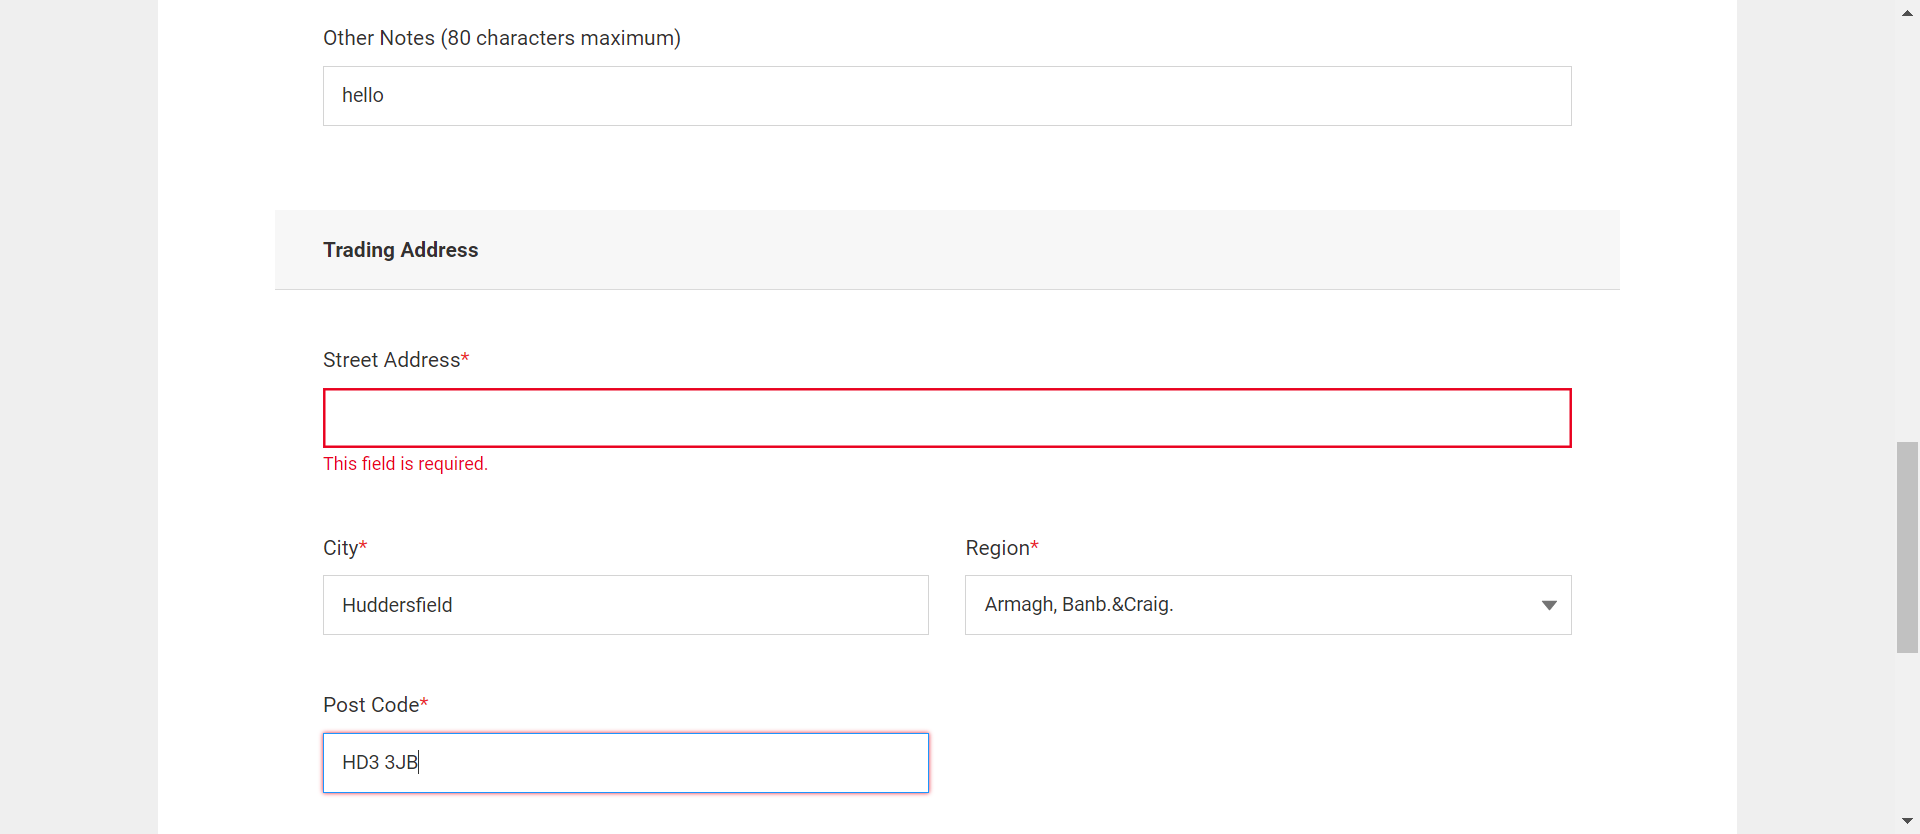 Other Notes (80 characters maximum)
hello
Trading Address
Street Address*
This field is required.
City*
Region*
Huddersfield
Armagh, Banb.&Craig.
Post Code*
HD3 3JB